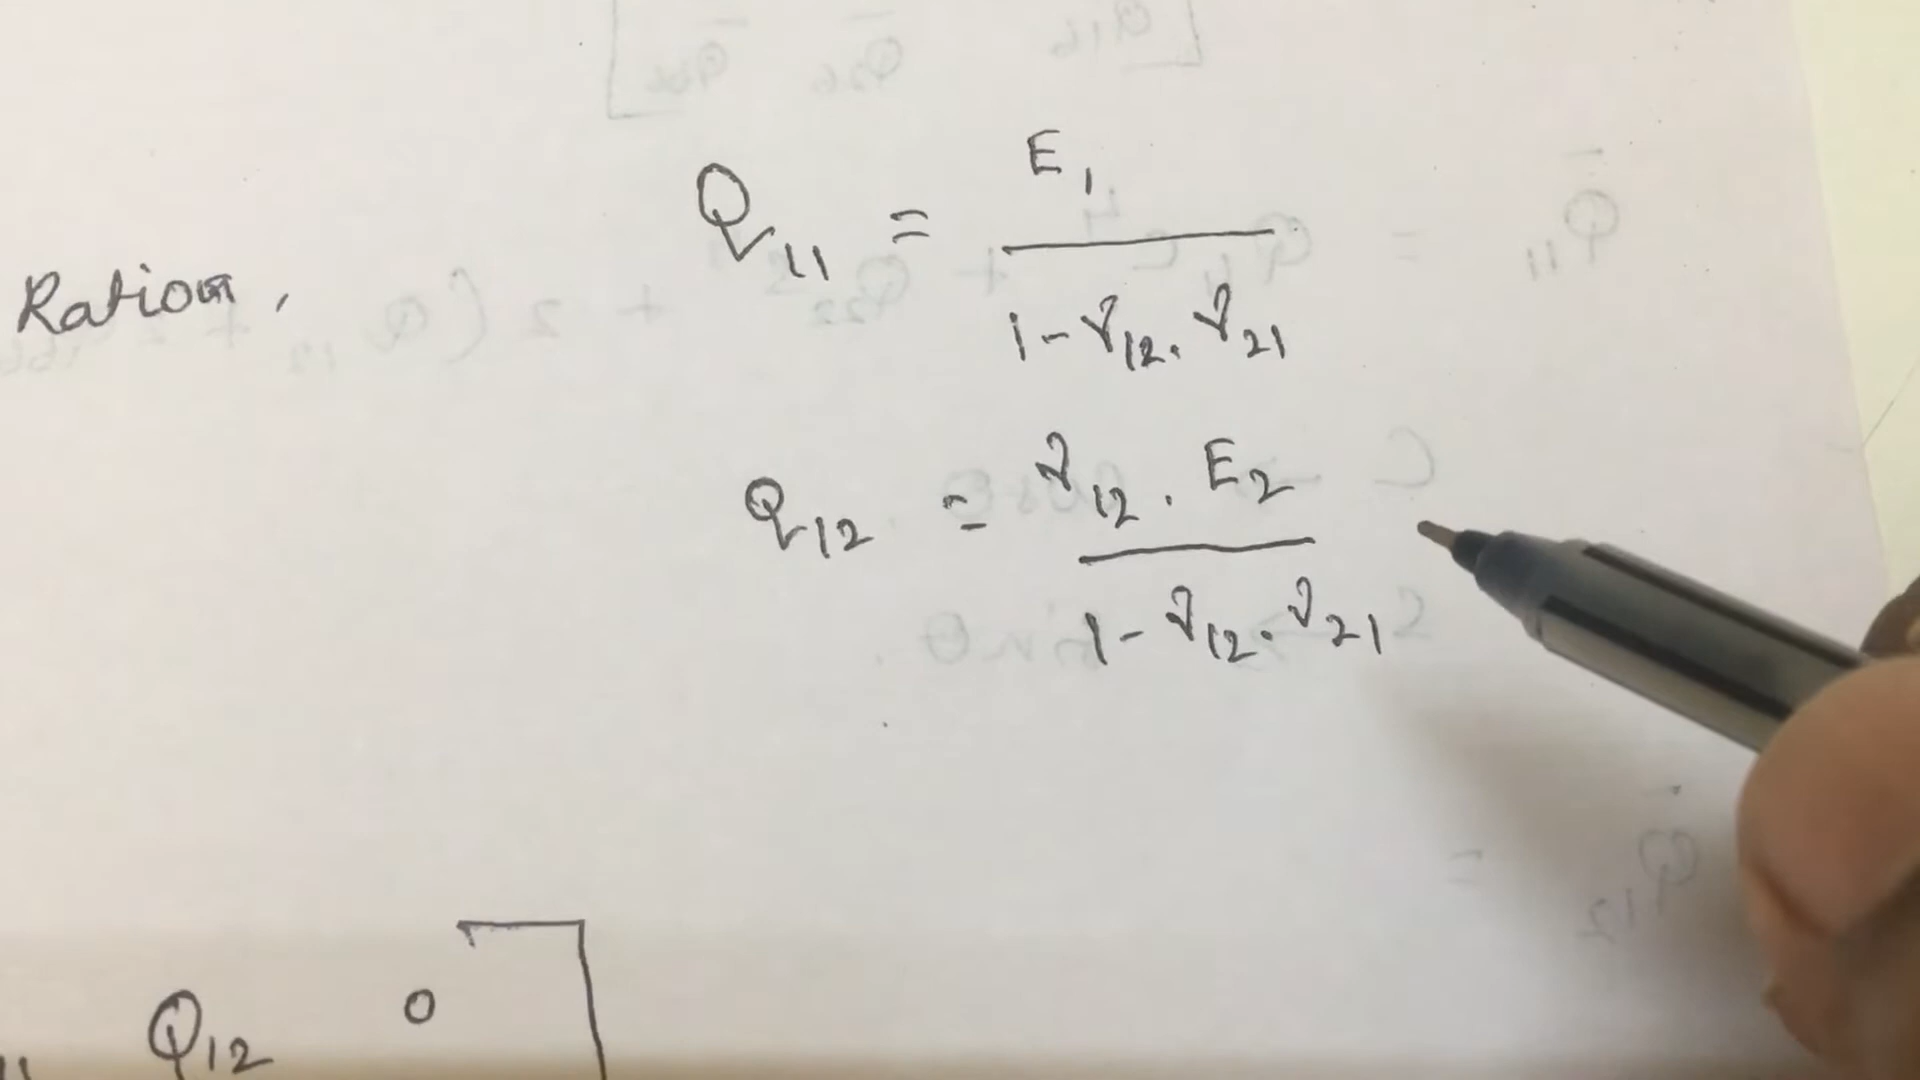 Ration,
Q11 = E1 / 1 - ν12 . ν21
Q12 = ν12 . E2 / 1 - ν12 . ν21
Q12 0